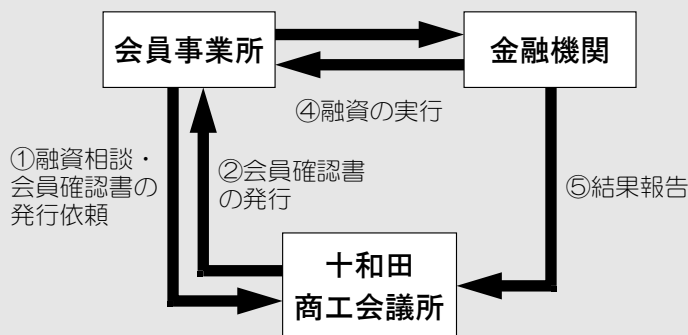 会員事業所
金融機関
④融資の実行
①融資相談・
会員確認書の
発行依頼
②会員確認書
の発行
⑤結果報告
十和田
商工会議所